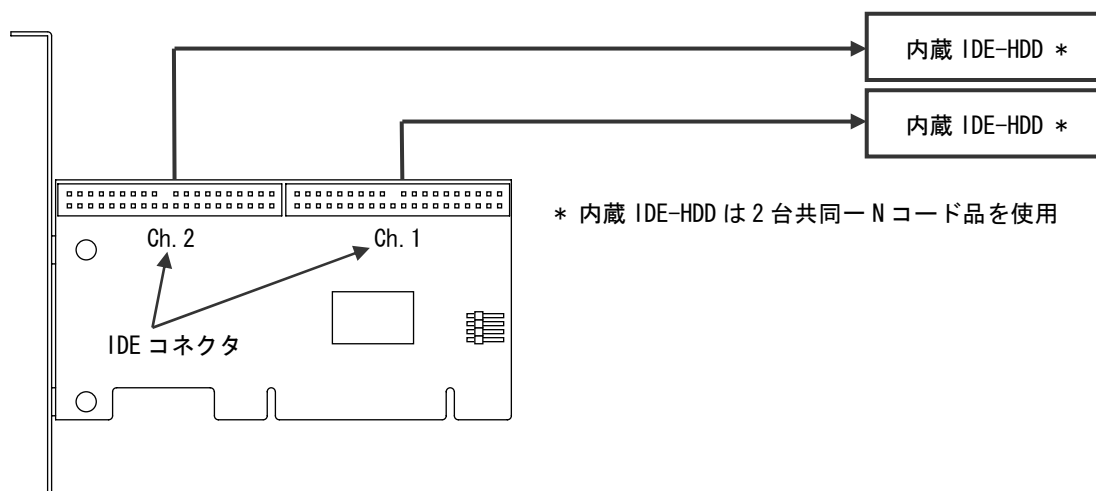 内蔵 IDE-HDD *
内蔵 IDE-HDD *
* 内蔵 IDE-HDD は 2 台共同一 N コード品を使用
Ch. 2
Ch. 1
IDE コネクタ